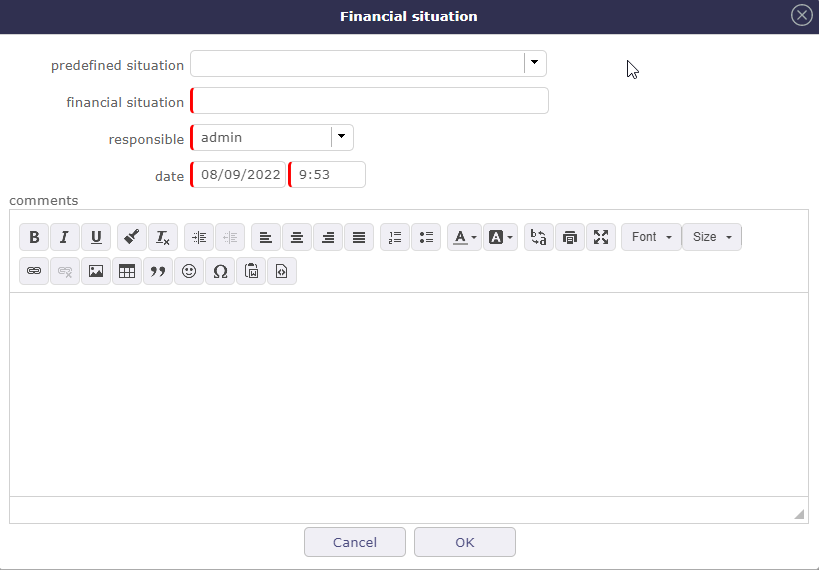 Financial situation
predefined situation
financial situation
responsible admin
date 08/09/2022 9:53
comments
B I U Font Size
Cancel OK